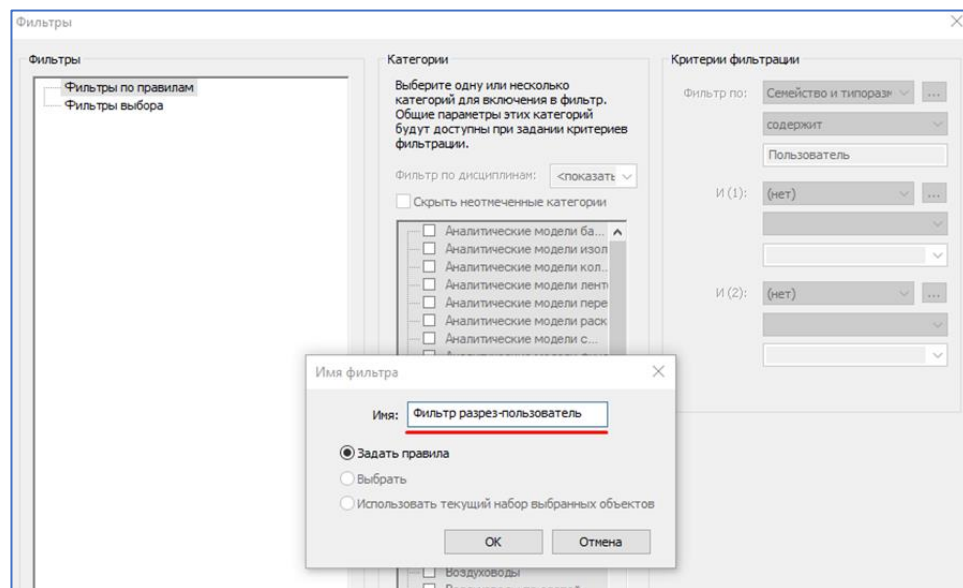 Фильтры
Фильтры
Фильтры по правилам
Фильтры выбора
Категории
Выберите одну или несколько
категорий для включения в фильтр.
Общие параметры этих категорий
будут доступны при задании критериев
фильтрации.
Фильтр по дисциплинам: <показать
Скрыть неотмеченные категории
Аналитические модели ба...
Аналитические модели изол
Аналитические модели кол..
Аналитические модели лент
Аналитические модели пере
Аналитические модели раск
Аналитические модели с...
Критерии фильтрации
Фильтр по: Семейство и типоразм ...
содержит
Пользователь
И (1): (нет) ...
И (2): (нет) ...
Имя фильтра
Имя: Фильтр разрез-пользователь
Задать правила
Выбрать
Использовать текущий набор выбранных объектов
ОК Отмена
Воздуховоды